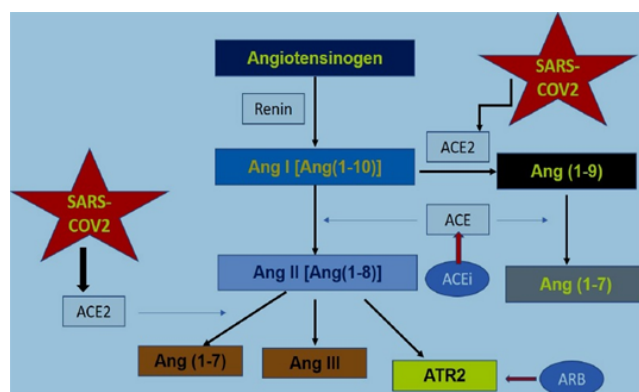 Angiotensinogen
SARS-
COV2
Renin
ACE2
Ang I [Ang(1-10)]
Ang (1-9)
SARS-
COV2
ACE
Ang II [Ang(1-8)]
ACEi
Ang (1-7)
ACE2
Ang (1-7)
Ang III
ATR2
ARB